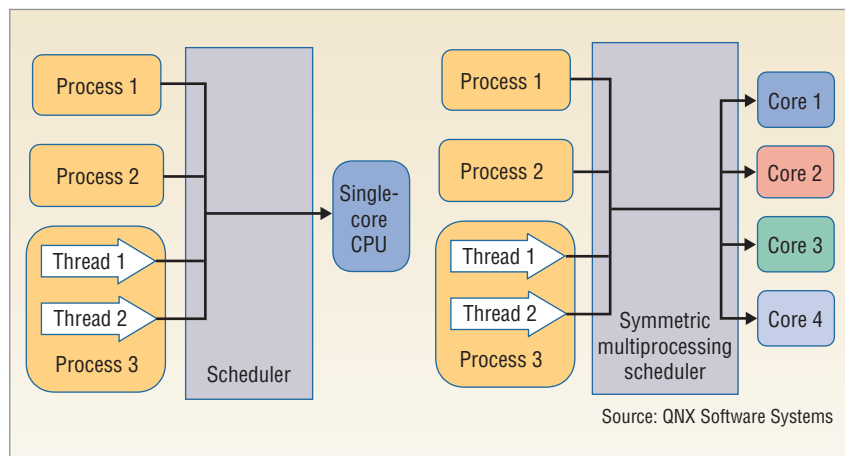 Process 1
Process 2
Thread 1
Thread 2
Process 3
Scheduler
Single-
core
CPU
Process 1
Process 2
Thread 1
Thread 2
Process 3
Symmetric
multiprocessing
scheduler
Core 1
Core 2
Core 3
Core 4
Source: QNX Software Systems